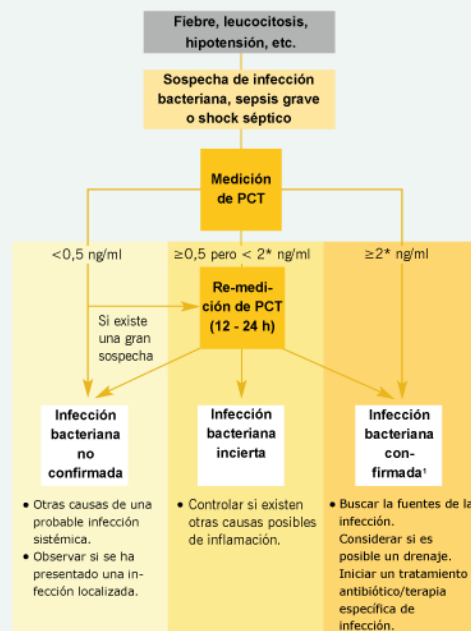 Fiebre, leucocitosis,
hipotensión, etc.
Sospecha de infección
bacteriana, sepsis grave
o shock séptico
Medición
de PCT
<0,5 ng/ml
≥0,5 pero < 2* ng/ml
≥2* ng/ml
Re-medi-
ción de PCT
(12 - 24 h)
Si existe
una gran
sospecha
Infección
bacteriana
no
confirmada
Infección
bacteriana
incierta
Infección
bacteriana
con-
firmada¹
• Otras causas de una
probable infección
sistémica.
• Observar si se ha
presentado una in-
fección localizada.
• Controlar si existen
otras causas posibles
de inflamación.
• Buscar la fuentes de la
infección.
Considerar si es
posible un drenaje.
Iniciar un tratamiento
antibiótico/terapia
específica de
infección.